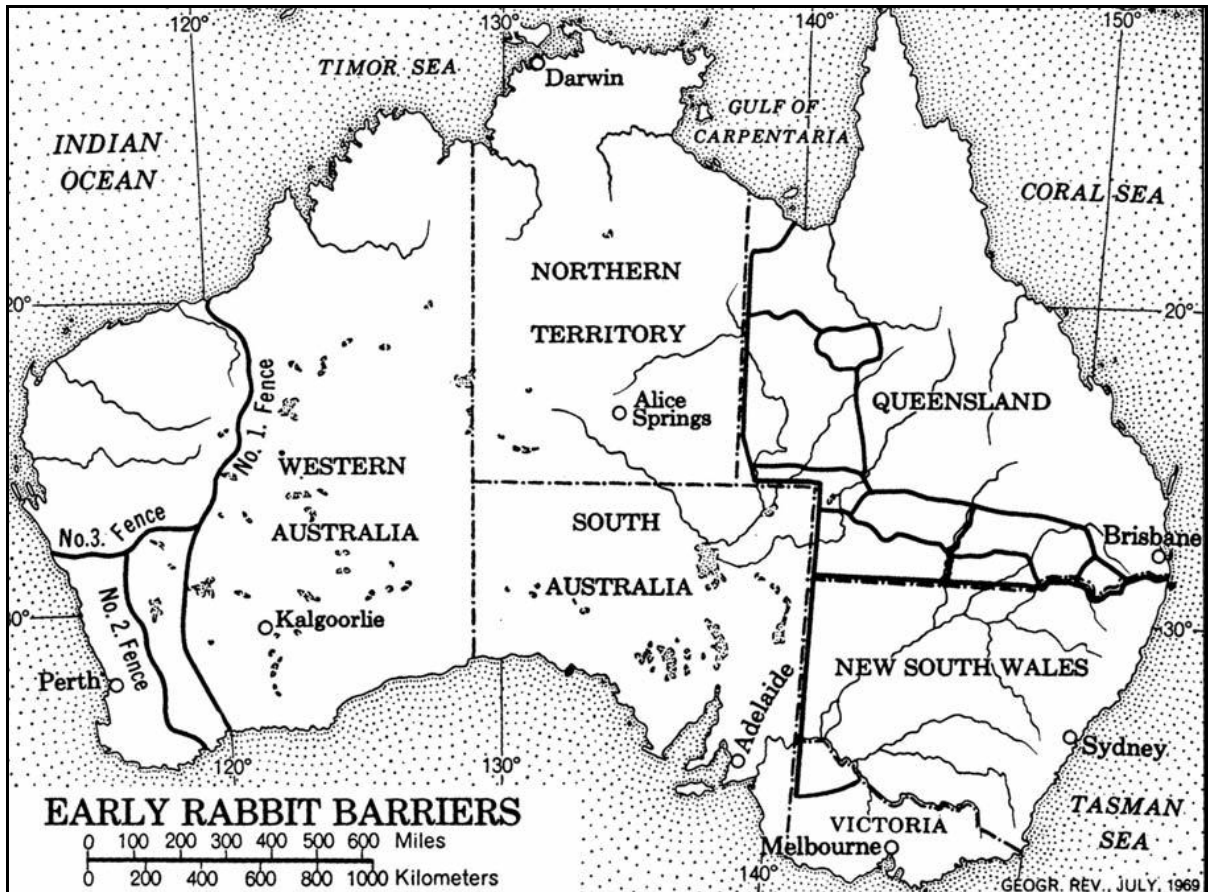 120°
130°
140°
150°
TIMOR SEA
Darwin
GULF OF
CARPENTARIA
INDIAN
OCEAN
CORAL SEA
NORTHERN
TERRITORY
20°
20°
No. 1. Fence
Alice
Springs
QUEENSLAND
WESTERN
AUSTRALIA
No.3. Fence
SOUTH
AUSTRALIA
Brisbane
30°
30°
Kalgoorlie
No. 2. Fence
Perth
NEW SOUTH WALES
Adelaide
Sydney
120°
130°
EARLY RABBIT BARRIERS
0 100 200 300 400 500 600 Miles
0 200 400 600 800 1000 Kilometers
TASMAN
SEA
VICTORIA
Melbourne
140°
GEOGR. REV., JULY, 1969